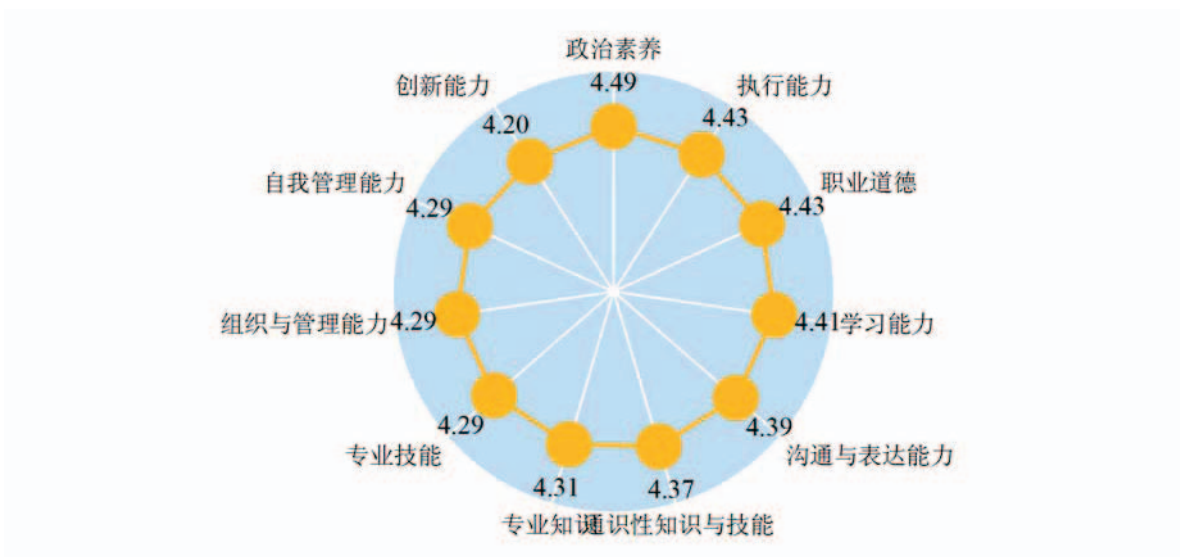 政治素养
4.49
执行能力
4.43
职业道德
4.43
4.41学习能力
4.39
沟通与表达能力
4.37
通识性知识与技能
4.31
专业知识
4.29
专业技能
组织与管理能力4.29
自我管理能力
4.29
创新能力
4.20